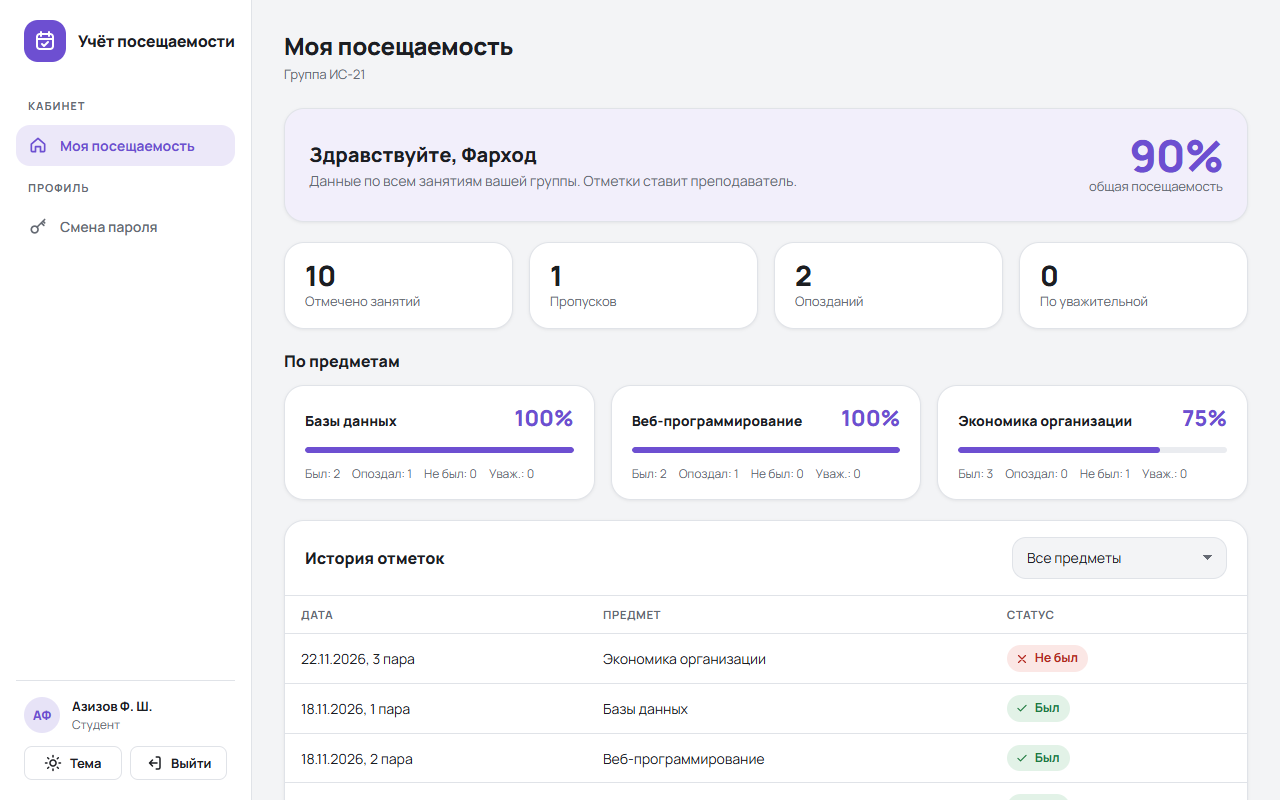 Учёт посещаемости
КАБИНЕТ
Моя посещаемость
ПРОФИЛЬ
Смена пароля
АФ
Азизов Ф. Ш.
Студент
Тема
Выйти
Моя посещаемость
Группа ИС-21
Здравствуйте, Фарход
Данные по всем занятиям вашей группы. Отметки ставит преподаватель.
90%
общая посещаемость
10
Отмечено занятий
1
Пропусков
2
Опозданий
0
По уважительной
По предметам
Базы данных 100%
Был: 2 Опоздал: 1 Не был: 0 Уваж.: 0
Веб-программирование 100%
Был: 2 Опоздал: 1 Не был: 0 Уваж.: 0
Экономика организации 75%
Был: 3 Опоздал: 0 Не был: 1 Уваж.: 0
История отметок
Все предметы
ДАТА ПРЕДМЕТ СТАТУС
22.11.2026, 3 пара Экономика организации Не был
18.11.2026, 1 пара Базы данных Был
18.11.2026, 2 пара Веб-программирование Был